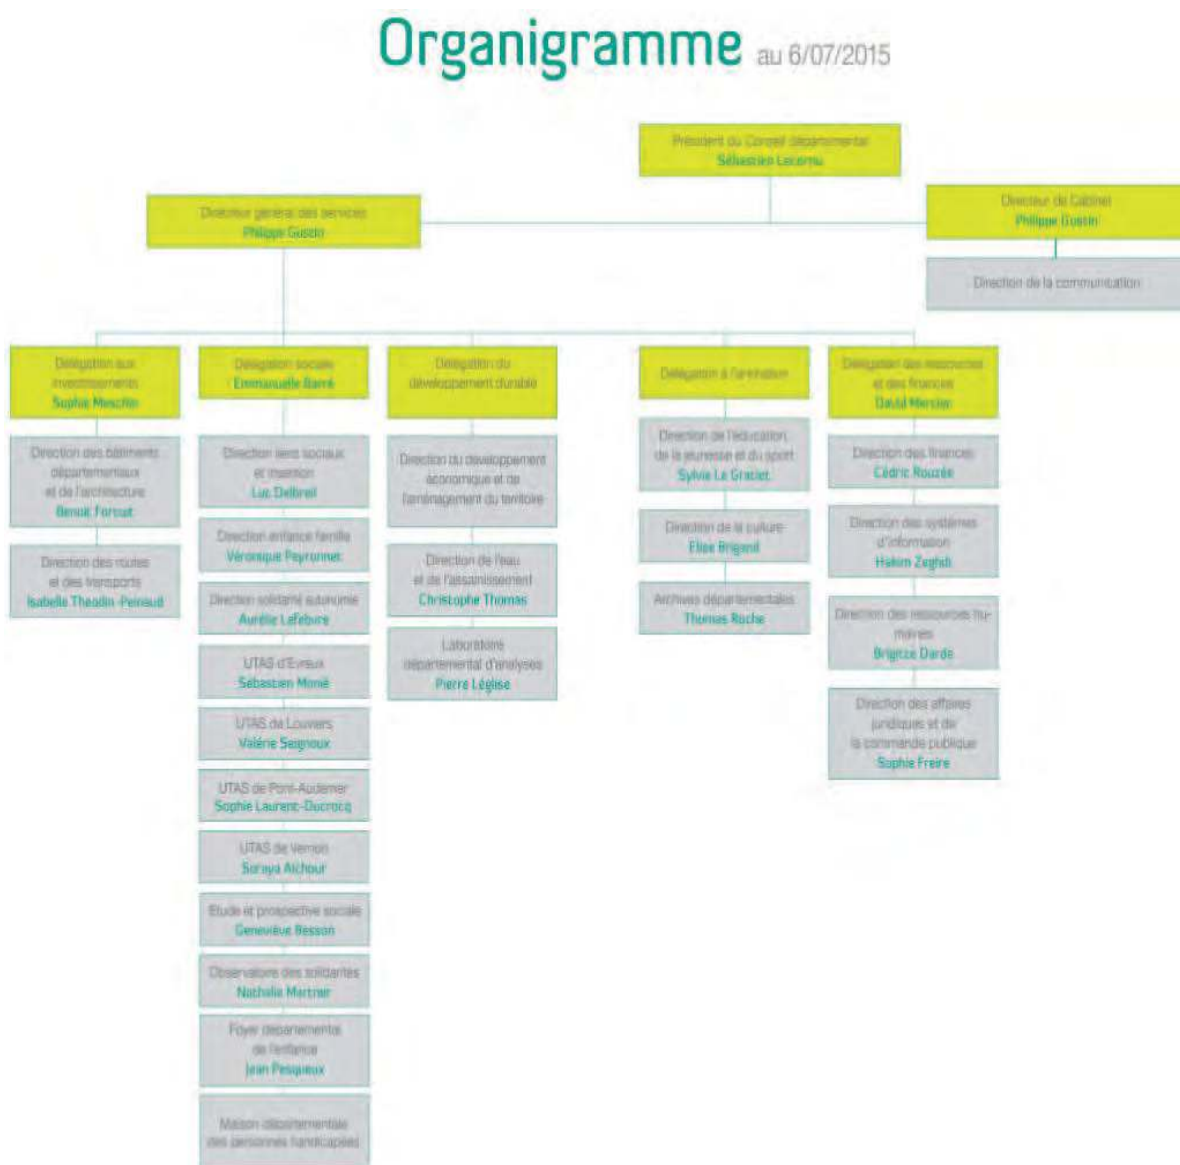 Organigramme au 6/07/2015
Président du Conseil départemental
Sébastien Lecornu
Directeur général des services
Philippe Gustin
Directeur de Cabinet
Philippe Gustin
Direction de la communication
Délégation aux
investissements
Sophie
Direction des bâtiments
départementaux
et de l'architecture
Benoit
Direction des routes
et des transports
Isabelle
Délégation sociale
Emmanuelle Barré
Direction liens sociaux
et insertion
Luc Delbreil
Direction enfance famille
Véronique Peyronnet
Direction solidarité autonomie
Aurélie Lefebvre
UTAS d'Evreux
Sébastien Monié
UTAS de Louviers
Valérie Seignoux
UTAS de Pont-Audemer
Sophie Laurent-Ducrocq
UTAS de Vernon
Soraya Aichour
Etude et prospective sociale
Geneviève Besson
Observatoire des solidarités
Nathalie
Foyer départemental
de l'enfance
Jean Pesqueux
Maison départementale
des personnes handicapées
Délégation du
développement durable
Direction du développement
économique et de
l'aménagement du territoire
Direction de l'eau
et de l'assainissement
Christophe Thomas
Laboratoire
départemental d'analyses
Pierre Léglise
Délégation à l'animation
Direction de l'éducation,
de la jeunesse et du sport
Sylvie Le Graciet
Direction de la culture
Elise Brigand
Archives départementales
Thomas Roche
Délégation des ressources
et des finances
David Mercier
Direction des finances
Cédric Rouzée
Direction des systèmes
d'information
Hakim
Direction des ressources hu-
maines
Brigitte Darde
Direction des affaires
juridiques et de
la commande publique
Sophie Freire